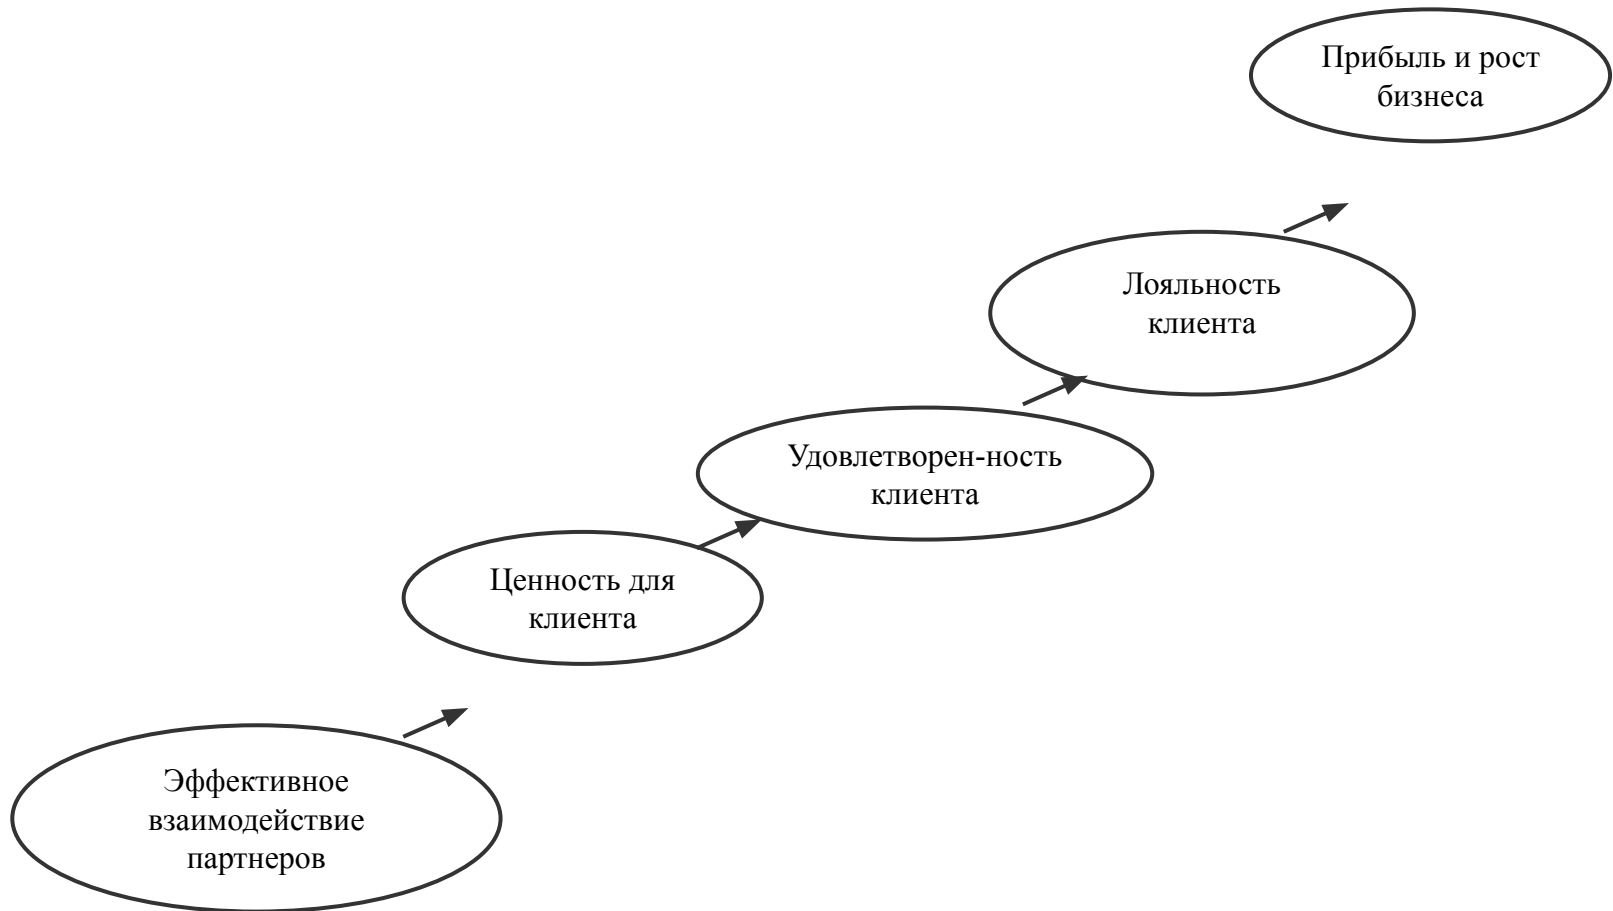 Прибыль и рост
бизнеса
Лояльность
клиента
Удовлетворен-ность
клиента
Ценность для
клиента
Эффективное
взаимодействие
партнеров